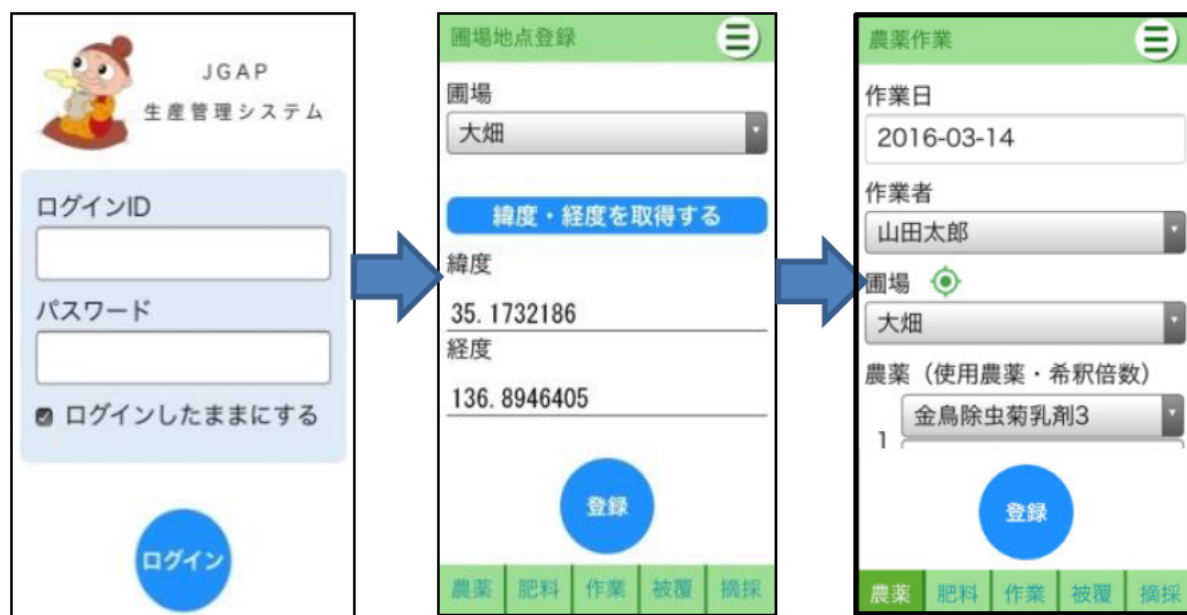 JGAP
生産管理システム
ログインID
パスワード
ログインしたままにする
ログイン
圃場地点登録
圃場
大畑
緯度・経度を取得する
緯度
35.1732186
経度
136.8946405
登録
農薬 肥料 作業 被覆 摘採
農薬作業
作業日
2016-03-14
作業者
山田太郎
圃場
大畑
農薬（使用農薬・希釈倍数）
金鳥除虫菊乳剤3
1
登録
農薬 肥料 作業 被覆 摘採